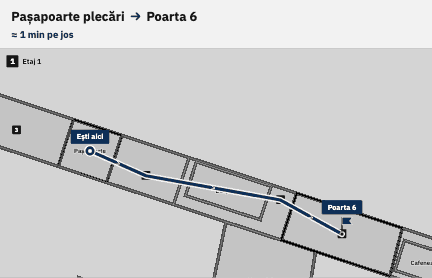 Pașapoarte plecări → Poarta 6
≈ 1 min pe jos
1 Etaj 1
3
Ești aici
Poarta 6